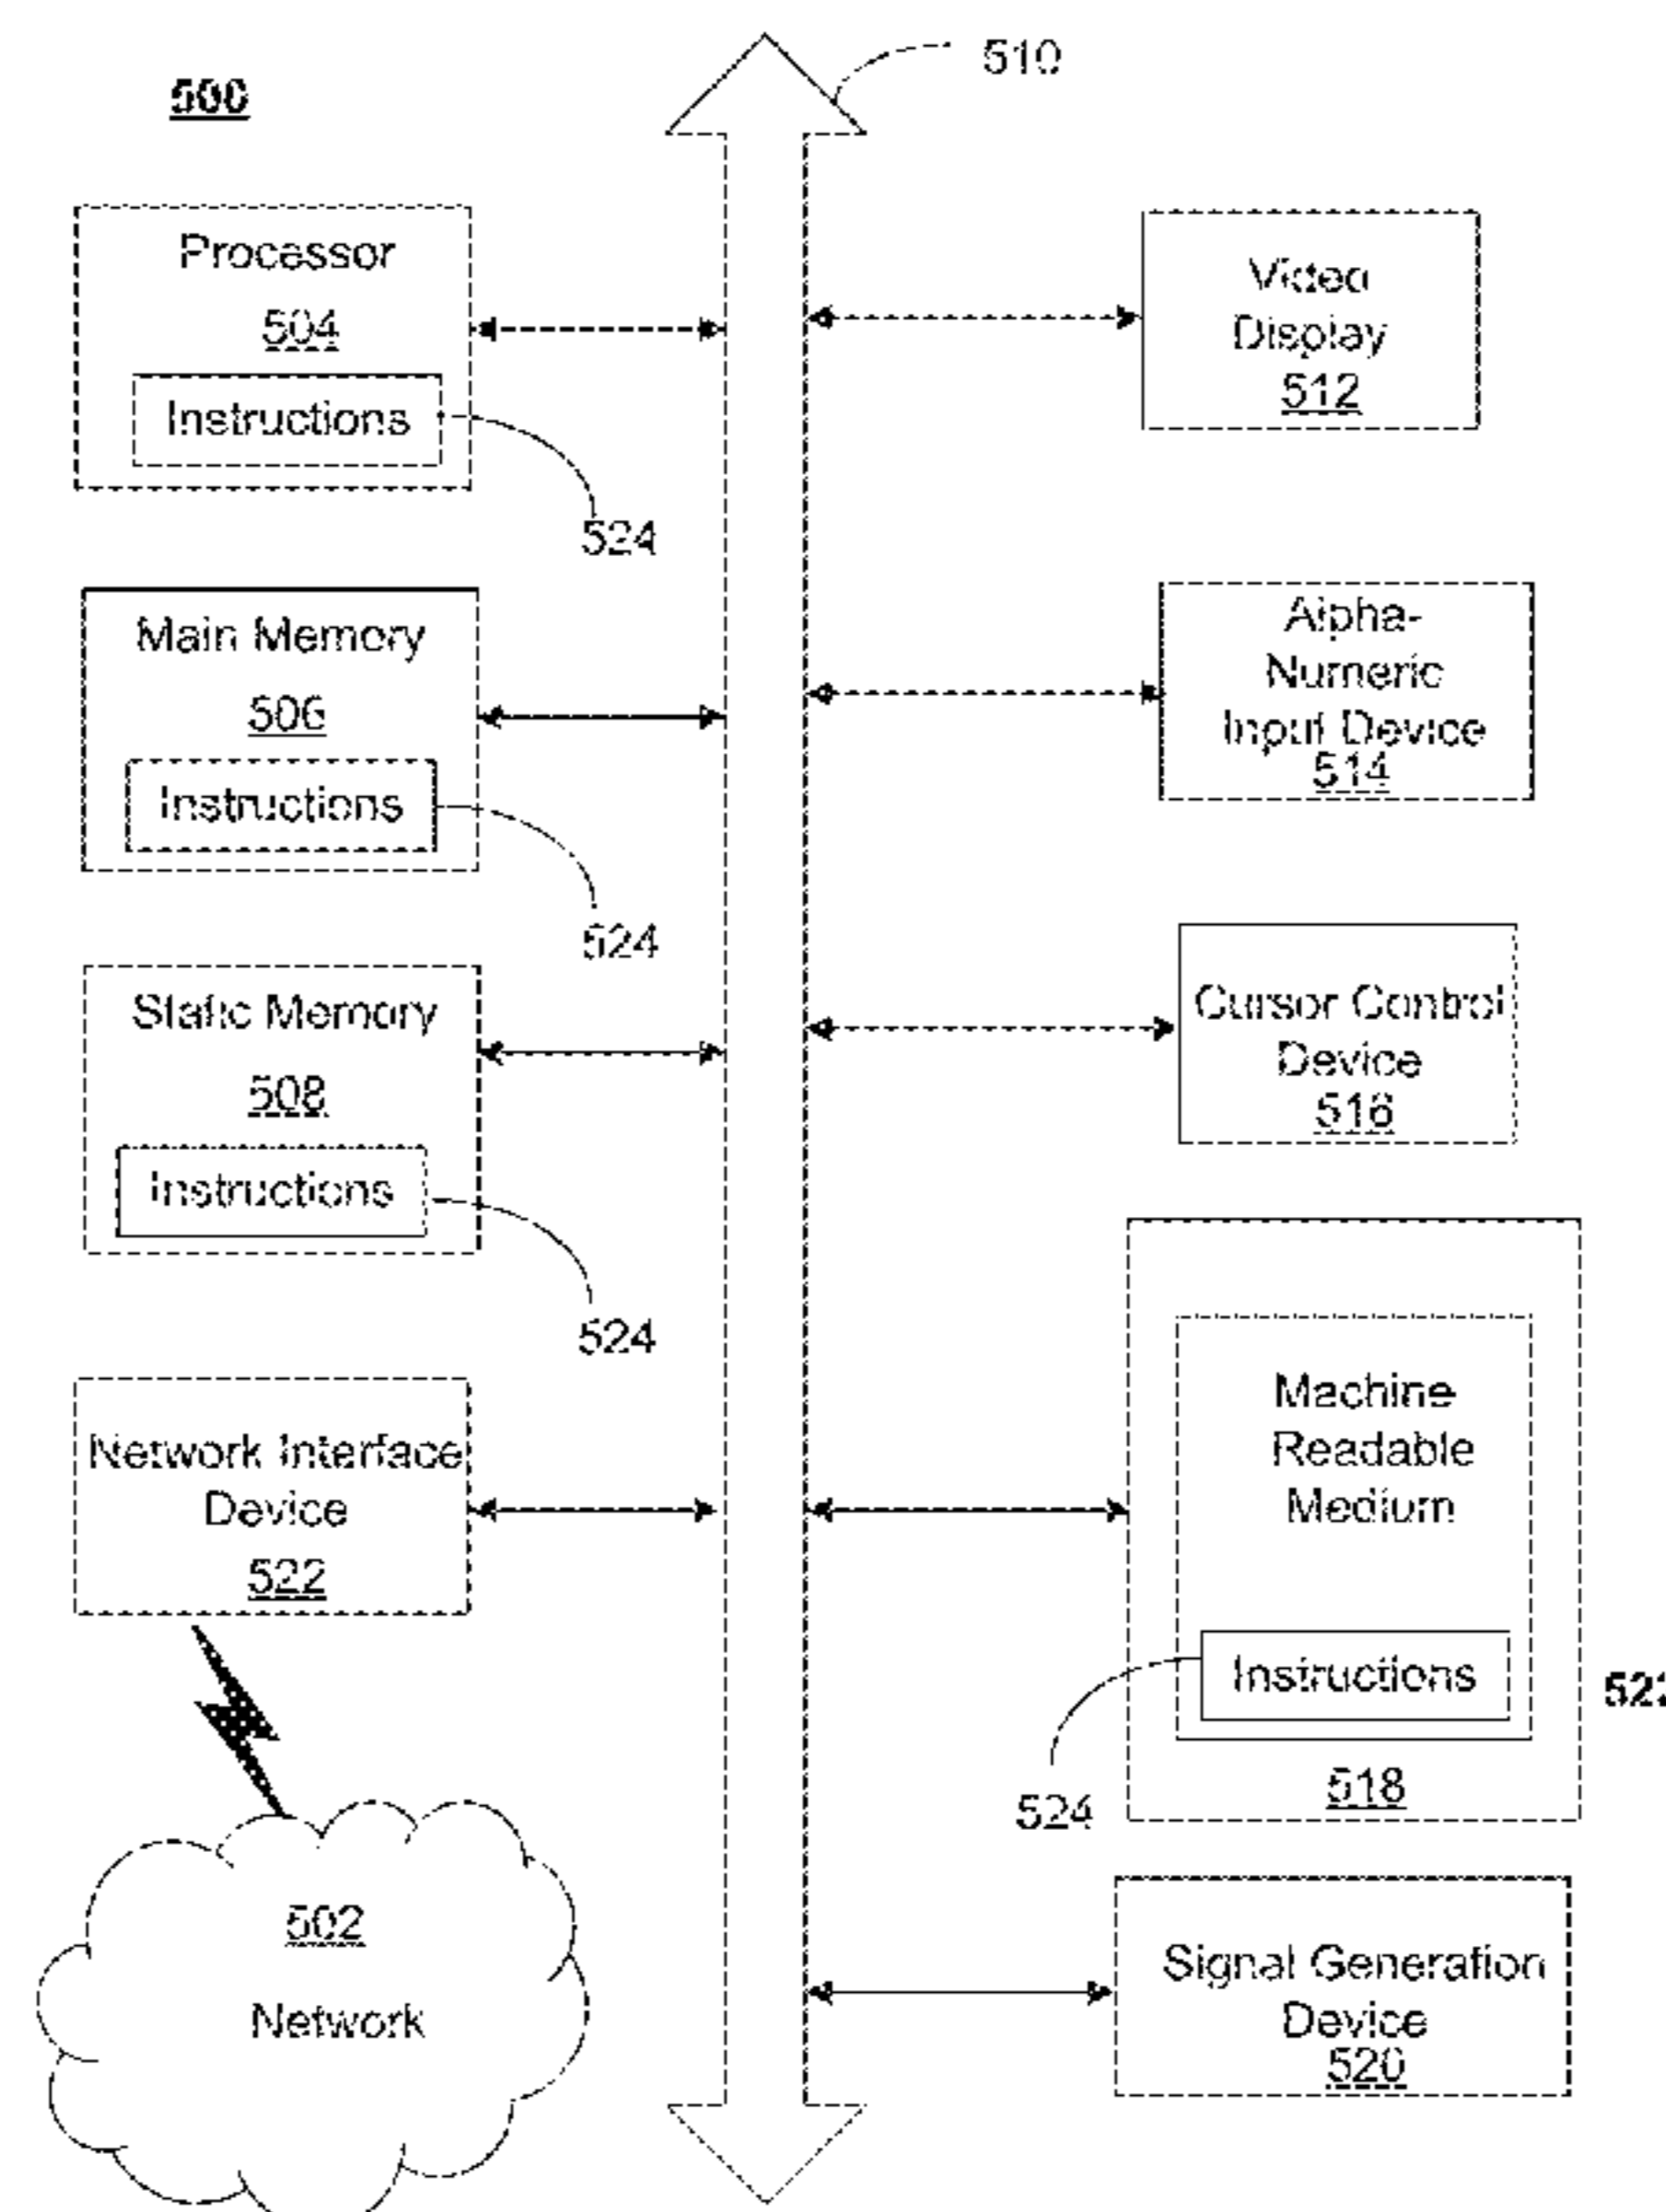 500
510
Processor
504
Instructions
524
Main Memory
506
Instructions
524
Static Memory
508
Instructions
524
Network Interface
Device
522
502
Network
Video
Display
512
Alpha-
Numeric
Input Device
514
Cursor Control
Device
516
Machine
Readable
Medium
Instructions
522
524
518
Signal Generation
Device
520